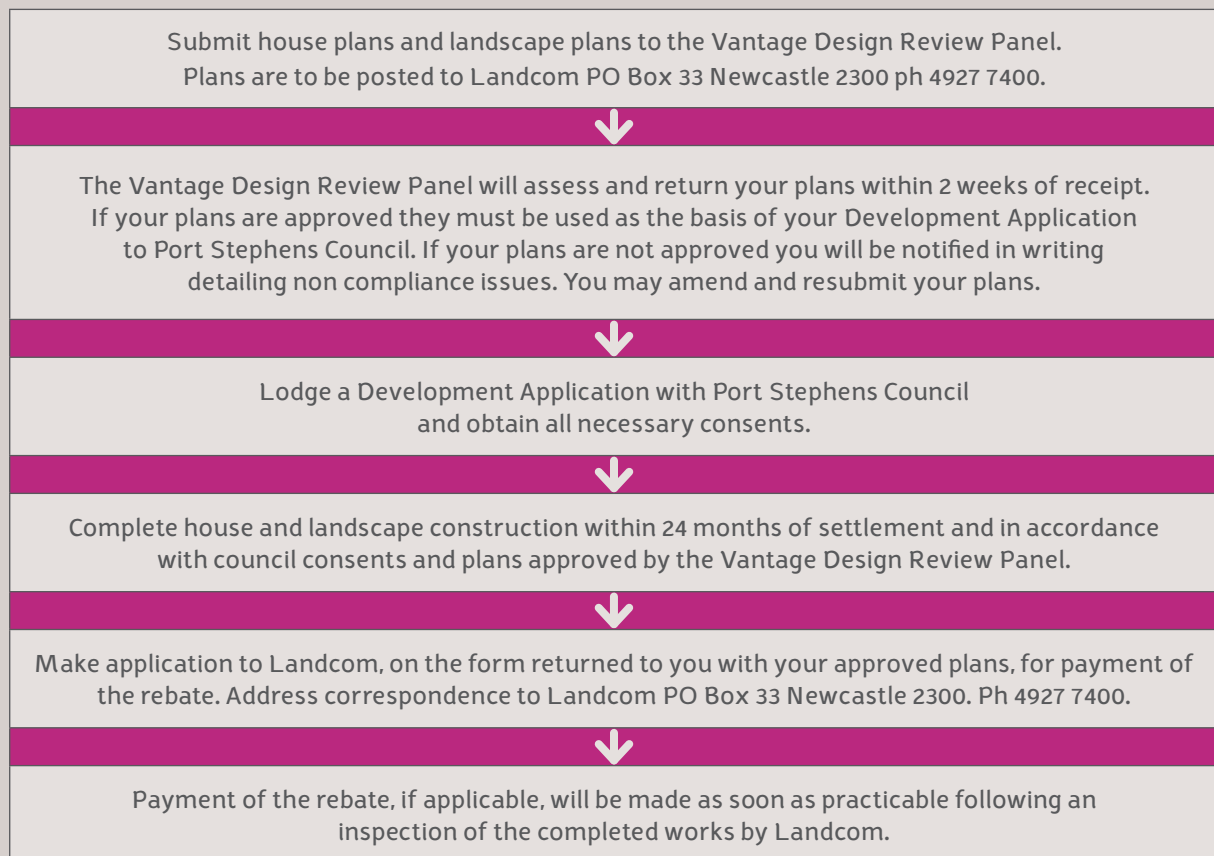 Submit house plans and landscape plans to the Vantage Design Review Panel.
Plans are to be posted to Landcom PO Box 33 Newcastle 2300 ph 4927 7400.
The Vantage Design Review Panel will assess and return your plans within 2 weeks of receipt.
If your plans are approved they must be used as the basis of your Development Application
to Port Stephens Council. If your plans are not approved you will be notified in writing
detailing non compliance issues. You may amend and resubmit your plans.
Lodge a Development Application with Port Stephens Council
and obtain all necessary consents.
Complete house and landscape construction within 24 months of settlement and in accordance
with council consents and plans approved by the Vantage Design Review Panel.
Make application to Landcom, on the form returned to you with your approved plans, for payment of
the rebate. Address correspondence to Landcom PO Box 33 Newcastle 2300. Ph 4927 7400.
Payment of the rebate, if applicable, will be made as soon as practicable following an
inspection of the completed works by Landcom.